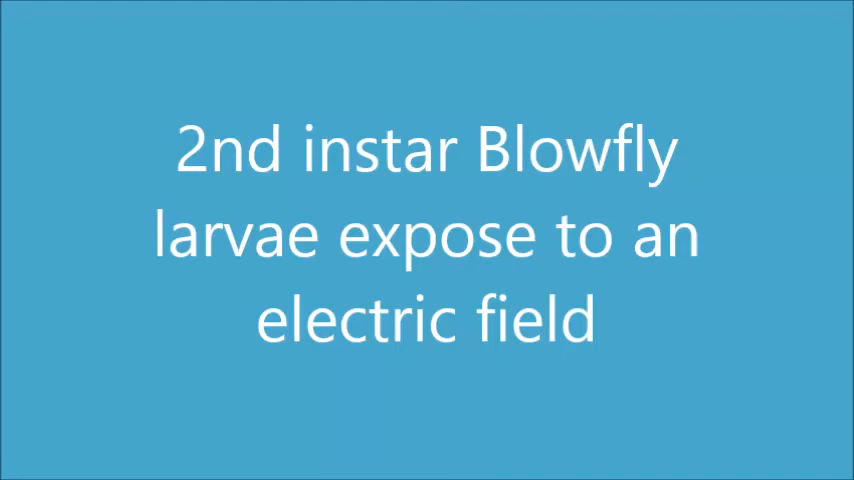 2nd instar Blowfly
larvae expose to an
electric field